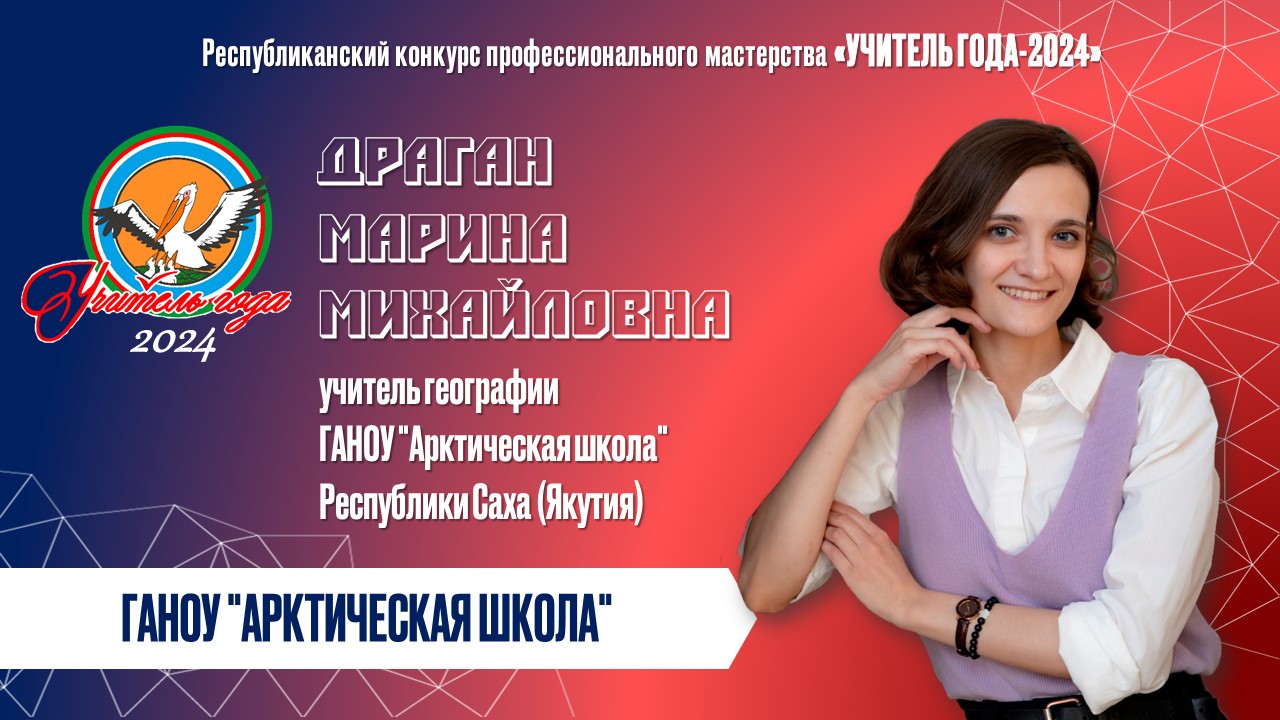 Республиканский конкурс профессионального мастерства «УЧИТЕЛЬ ГОДА-2024»
Учитель года
2024
ДРАГАН
МАРИНА
МИХАЙЛОВНА
учитель географии
ГАНОУ "Арктическая школа"
Республики Саха (Якутия)
ГАНОУ "АРКТИЧЕСКАЯ ШКОЛА"